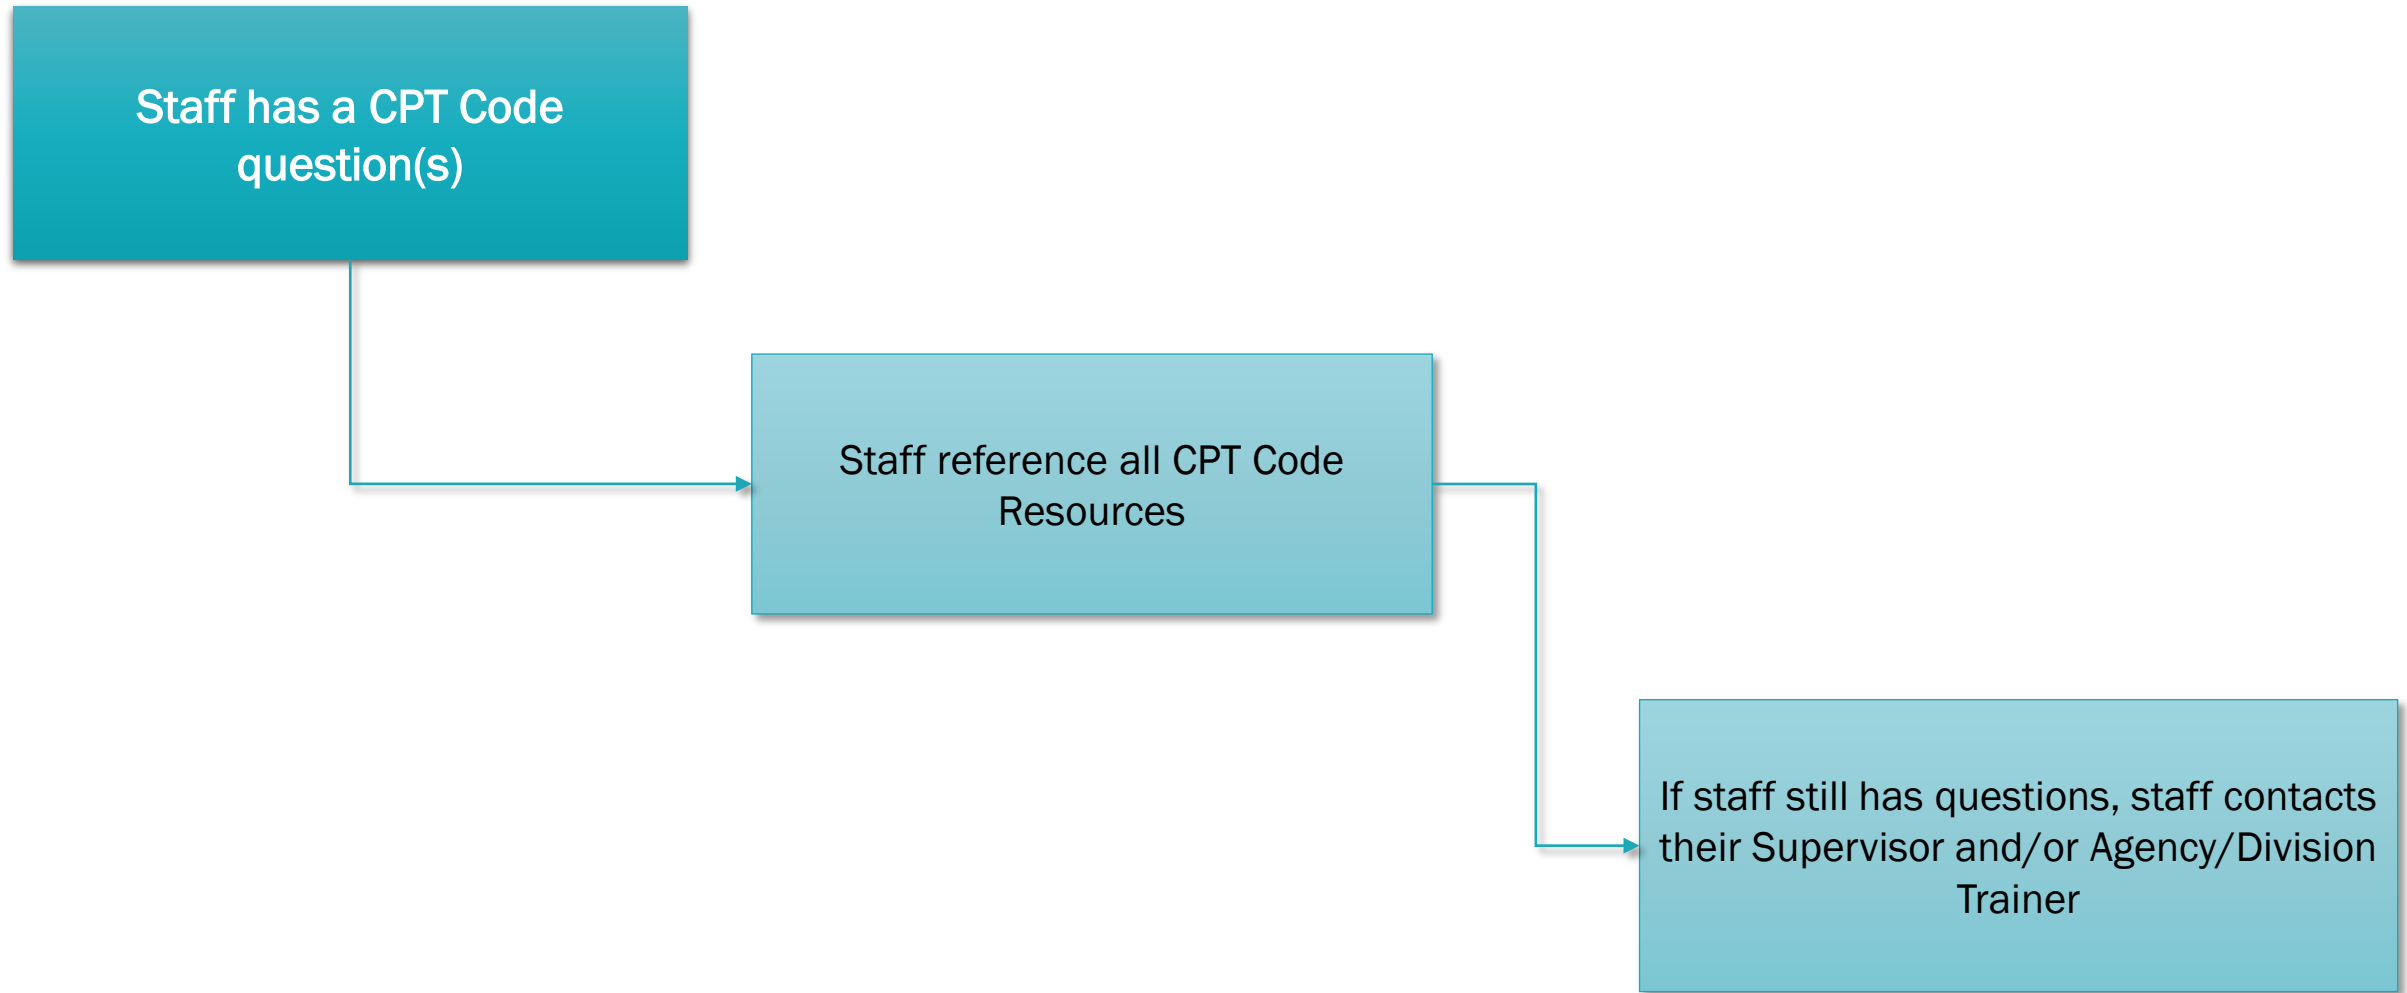 Staff has a CPT Code
question(s)
Staff reference all CPT Code
Resources
If staff still has questions, staff contacts
their Supervisor and/or Agency/Division
Trainer